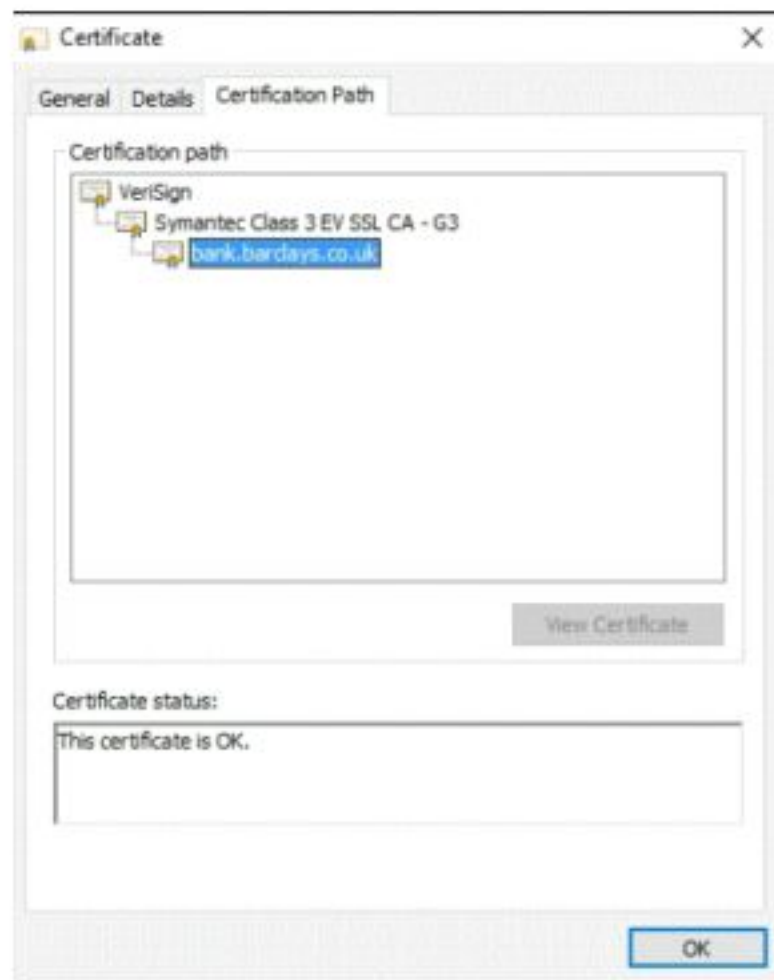 Certificate
General Details Certification Path
Certification path
VeriSign
Symantec Class 3 EV SSL CA - G3
bank.barclays.co.uk
View Certificate
Certificate status:
This certificate is OK.
OK